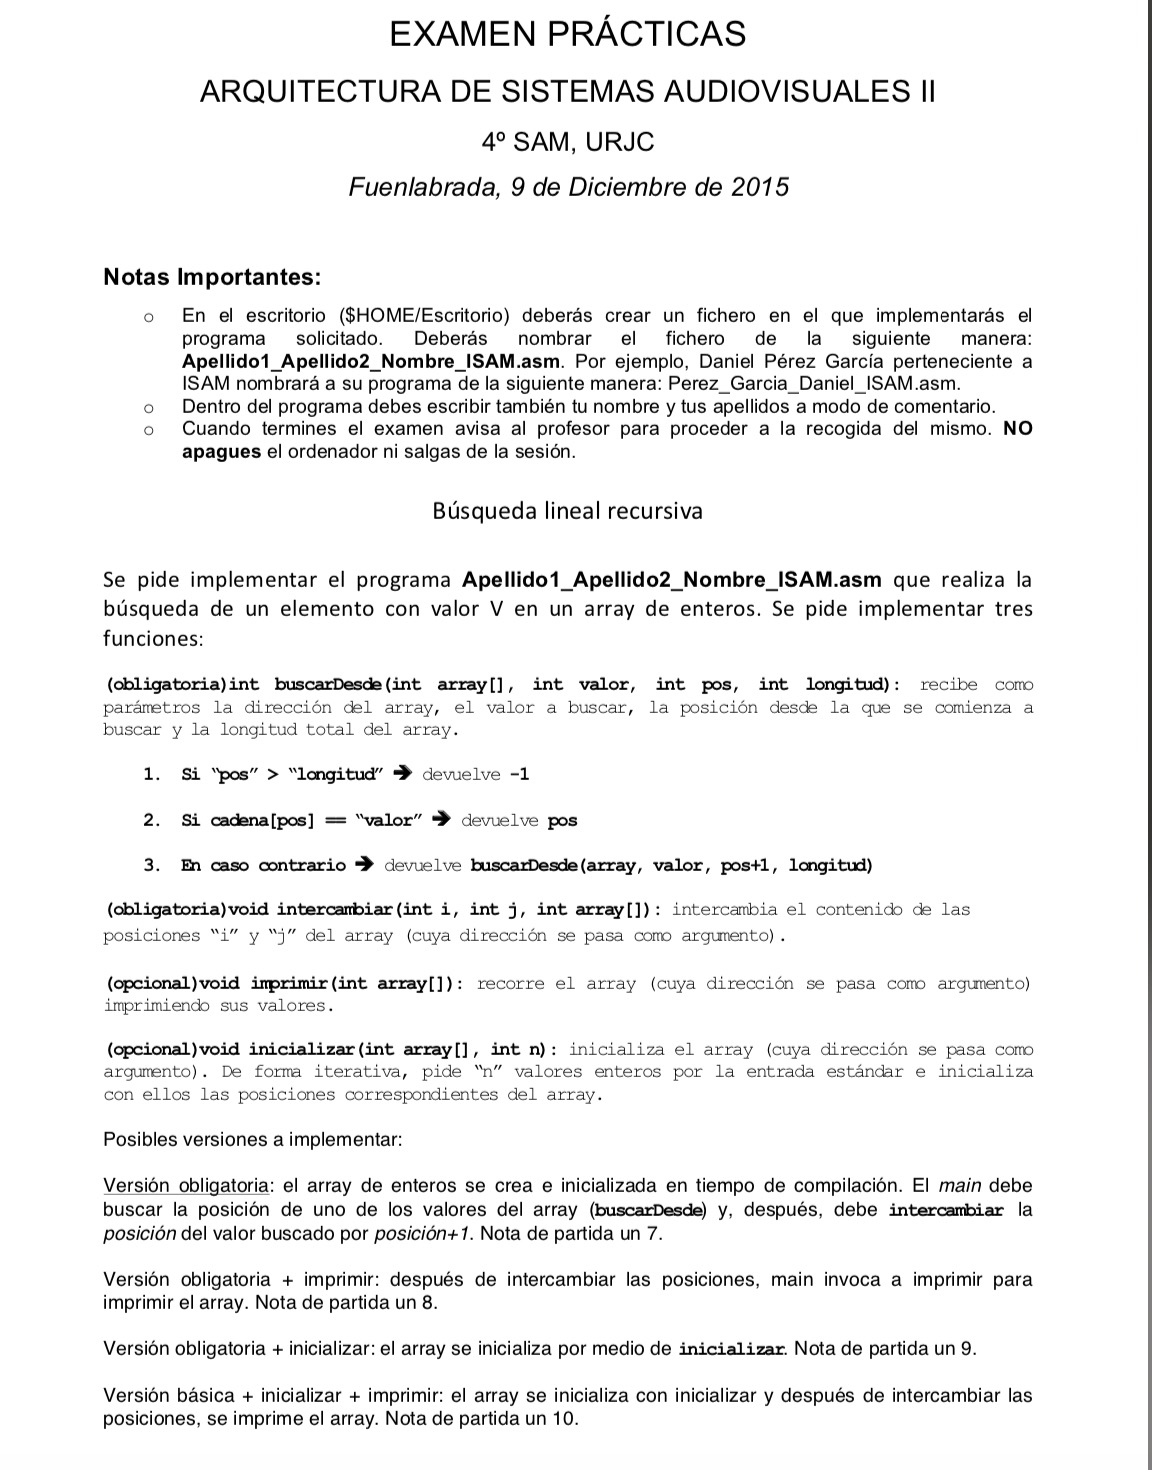 EXAMEN PRÁCTICAS
ARQUITECTURA DE SISTEMAS AUDIOVISUALES II
4º SAM, URJC
Fuenlabrada, 9 de Diciembre de 2015
Notas Importantes:
o En el escritorio ($HOME/Escritorio) deberás crear un fichero en el que implementarás el
programa solicitado. Deberás nombrar el fichero de la siguiente manera:
Apellido1_Apellido2_Nombre_ISAM.asm. Por ejemplo, Daniel Pérez García perteneciente a
ISAM nombrará a su programa de la siguiente manera: Perez_Garcia_Daniel_ISAM.asm.
o Dentro del programa debes escribir también tu nombre y tus apellidos a modo de comentario.
o Cuando termines el examen avisa al profesor para proceder a la recogida del mismo. NO
apagues el ordenador ni salgas de la sesión.
Búsqueda lineal recursiva
Se pide implementar el programa Apellido1_Apellido2_Nombre_ISAM.asm que realiza la
búsqueda de un elemento con valor V en un array de enteros. Se pide implementar tres
funciones:
(obligatoria)int buscarDesde(int array[], int valor, int pos, int longitud): recibe como
parámetros la dirección del array, el valor a buscar, la posición desde la que se comienza a
buscar y la longitud total del array.
1. Si “pos” > “longitud” ➔ devuelve -1
2. Si cadena[pos] == “valor” ➔ devuelve pos
3. En caso contrario ➔ devuelve buscarDesde(array, valor, pos+1, longitud)
(obligatoria)void intercambiar(int i, int j, int array[]): intercambia el contenido de las
posiciones “i” y “j” del array (cuya dirección se pasa como argumento).
(opcional)void imprimir(int array[]): recorre el array (cuya dirección se pasa como argumento)
imprimiendo sus valores.
(opcional)void inicializar(int array[], int n): inicializa el array (cuya dirección se pasa como
argumento). De forma iterativa, pide “n” valores enteros por la entrada estándar e inicializa
con ellos las posiciones correspondientes del array.
Posibles versiones a implementar:
Versión obligatoria: el array de enteros se crea e inicializada en tiempo de compilación. El main debe
buscar la posición de uno de los valores del array (buscarDesde) y, después, debe intercambiar la
posición del valor buscado por posición+1. Nota de partida un 7.
Versión obligatoria + imprimir: después de intercambiar las posiciones, main invoca a imprimir para
imprimir el array. Nota de partida un 8.
Versión obligatoria + inicializar: el array se inicializa por medio de inicializar. Nota de partida un 9.
Versión básica + inicializar + imprimir: el array se inicializa con inicializar y después de intercambiar las
posiciones, se imprime el array. Nota de partida un 10.